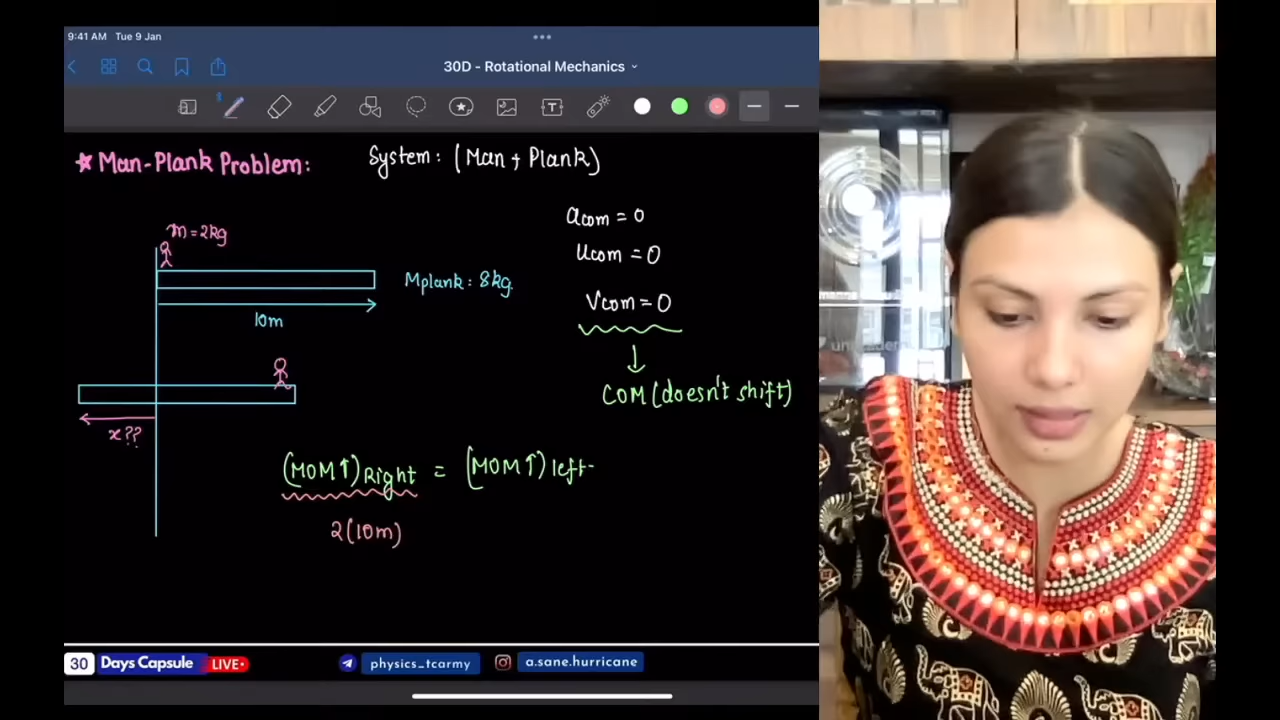 9:41 AM Tue 9 Jan
30D - Rotational Mechanics
★ Man-Plank Problem:
System: (Man + Plank)
m = 2kg
Mplank: 8kg.
10m
x??
acom = 0
ucom = 0
Vcom = 0
↓
COM (doesn't shift)
(MOM↑) Right = (MOM↑) left
2(10m)
30 Days Capsule LIVE
physics_tcarmy
a.sane.hurricane